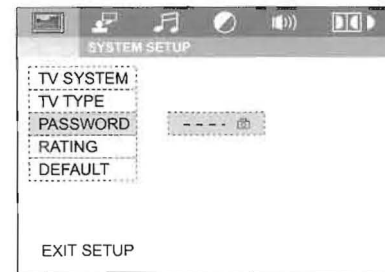 SYSTEM SETUP
TV SYSTEM
TV TYPE
PASSWORD
- - - -
RATING
DEFAULT
EXIT SETUP